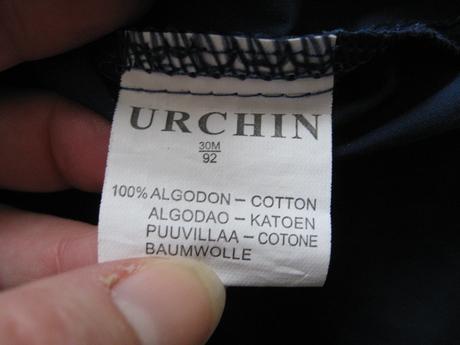 URCHIN
30M
92
100% ALGODON - COTTON
ALGODAO - KATOEN
PUUVILLAA - COTONE
BAUMWOLLE